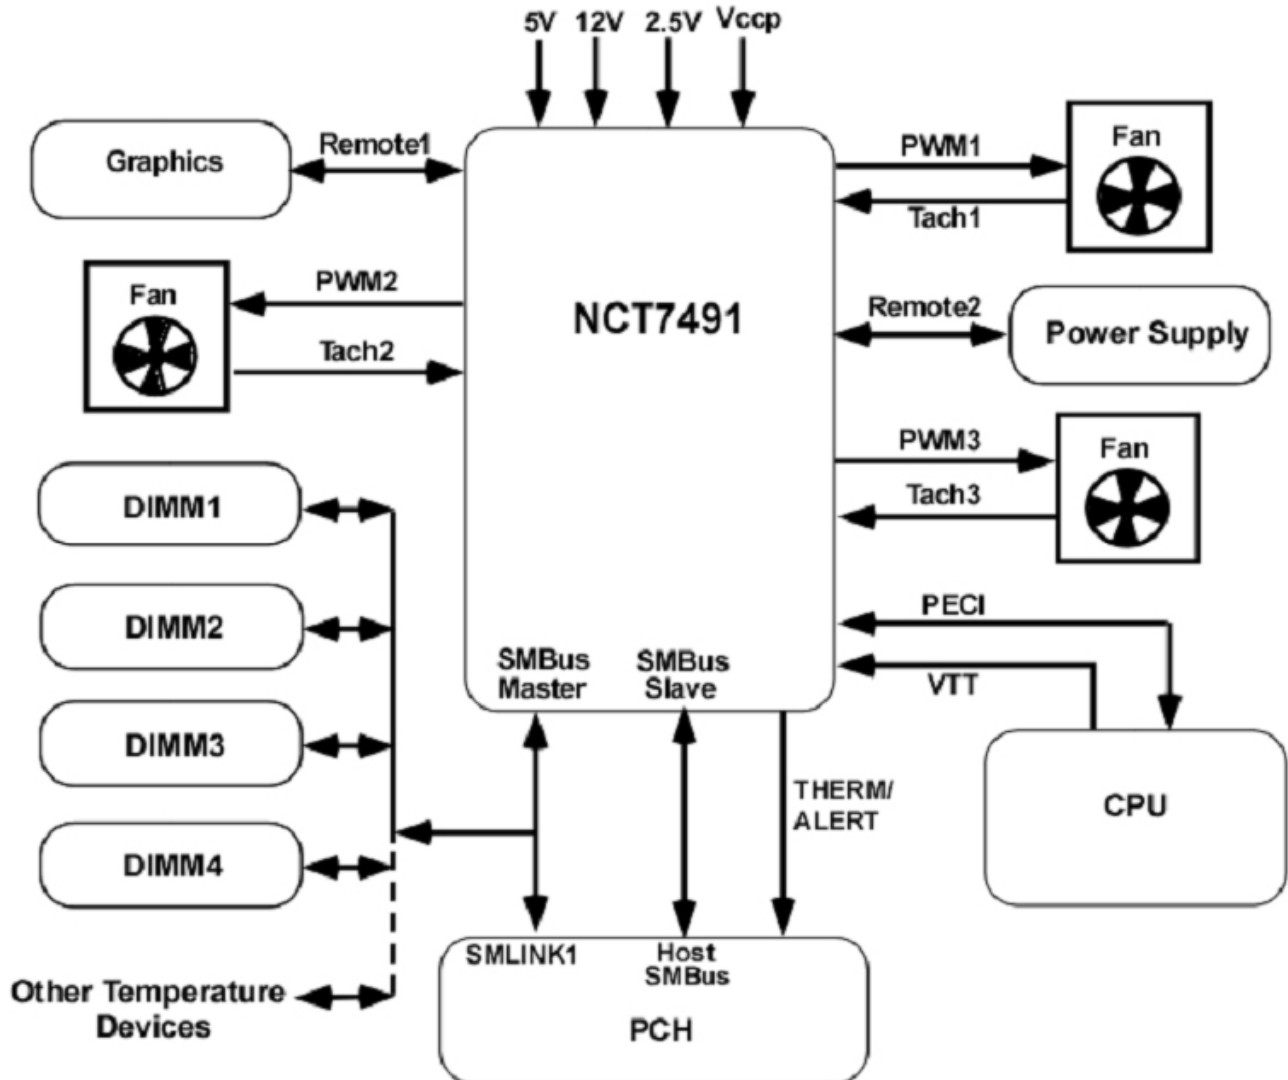 5V 12V 2.5V Vccp
Graphics
Remote1
PWM1
Fan
Tach1
Fan
PWM2
Tach2
NCT7491
Remote2
Power Supply
PWM3
Fan
Tach3
DIMM1
DIMM2
DIMM3
DIMM4
Other Temperature
Devices
PECI
VTT
CPU
SMBus
Master
SMBus
Slave
THERM/
ALERT
SMLINK1
Host
SMBus
PCH